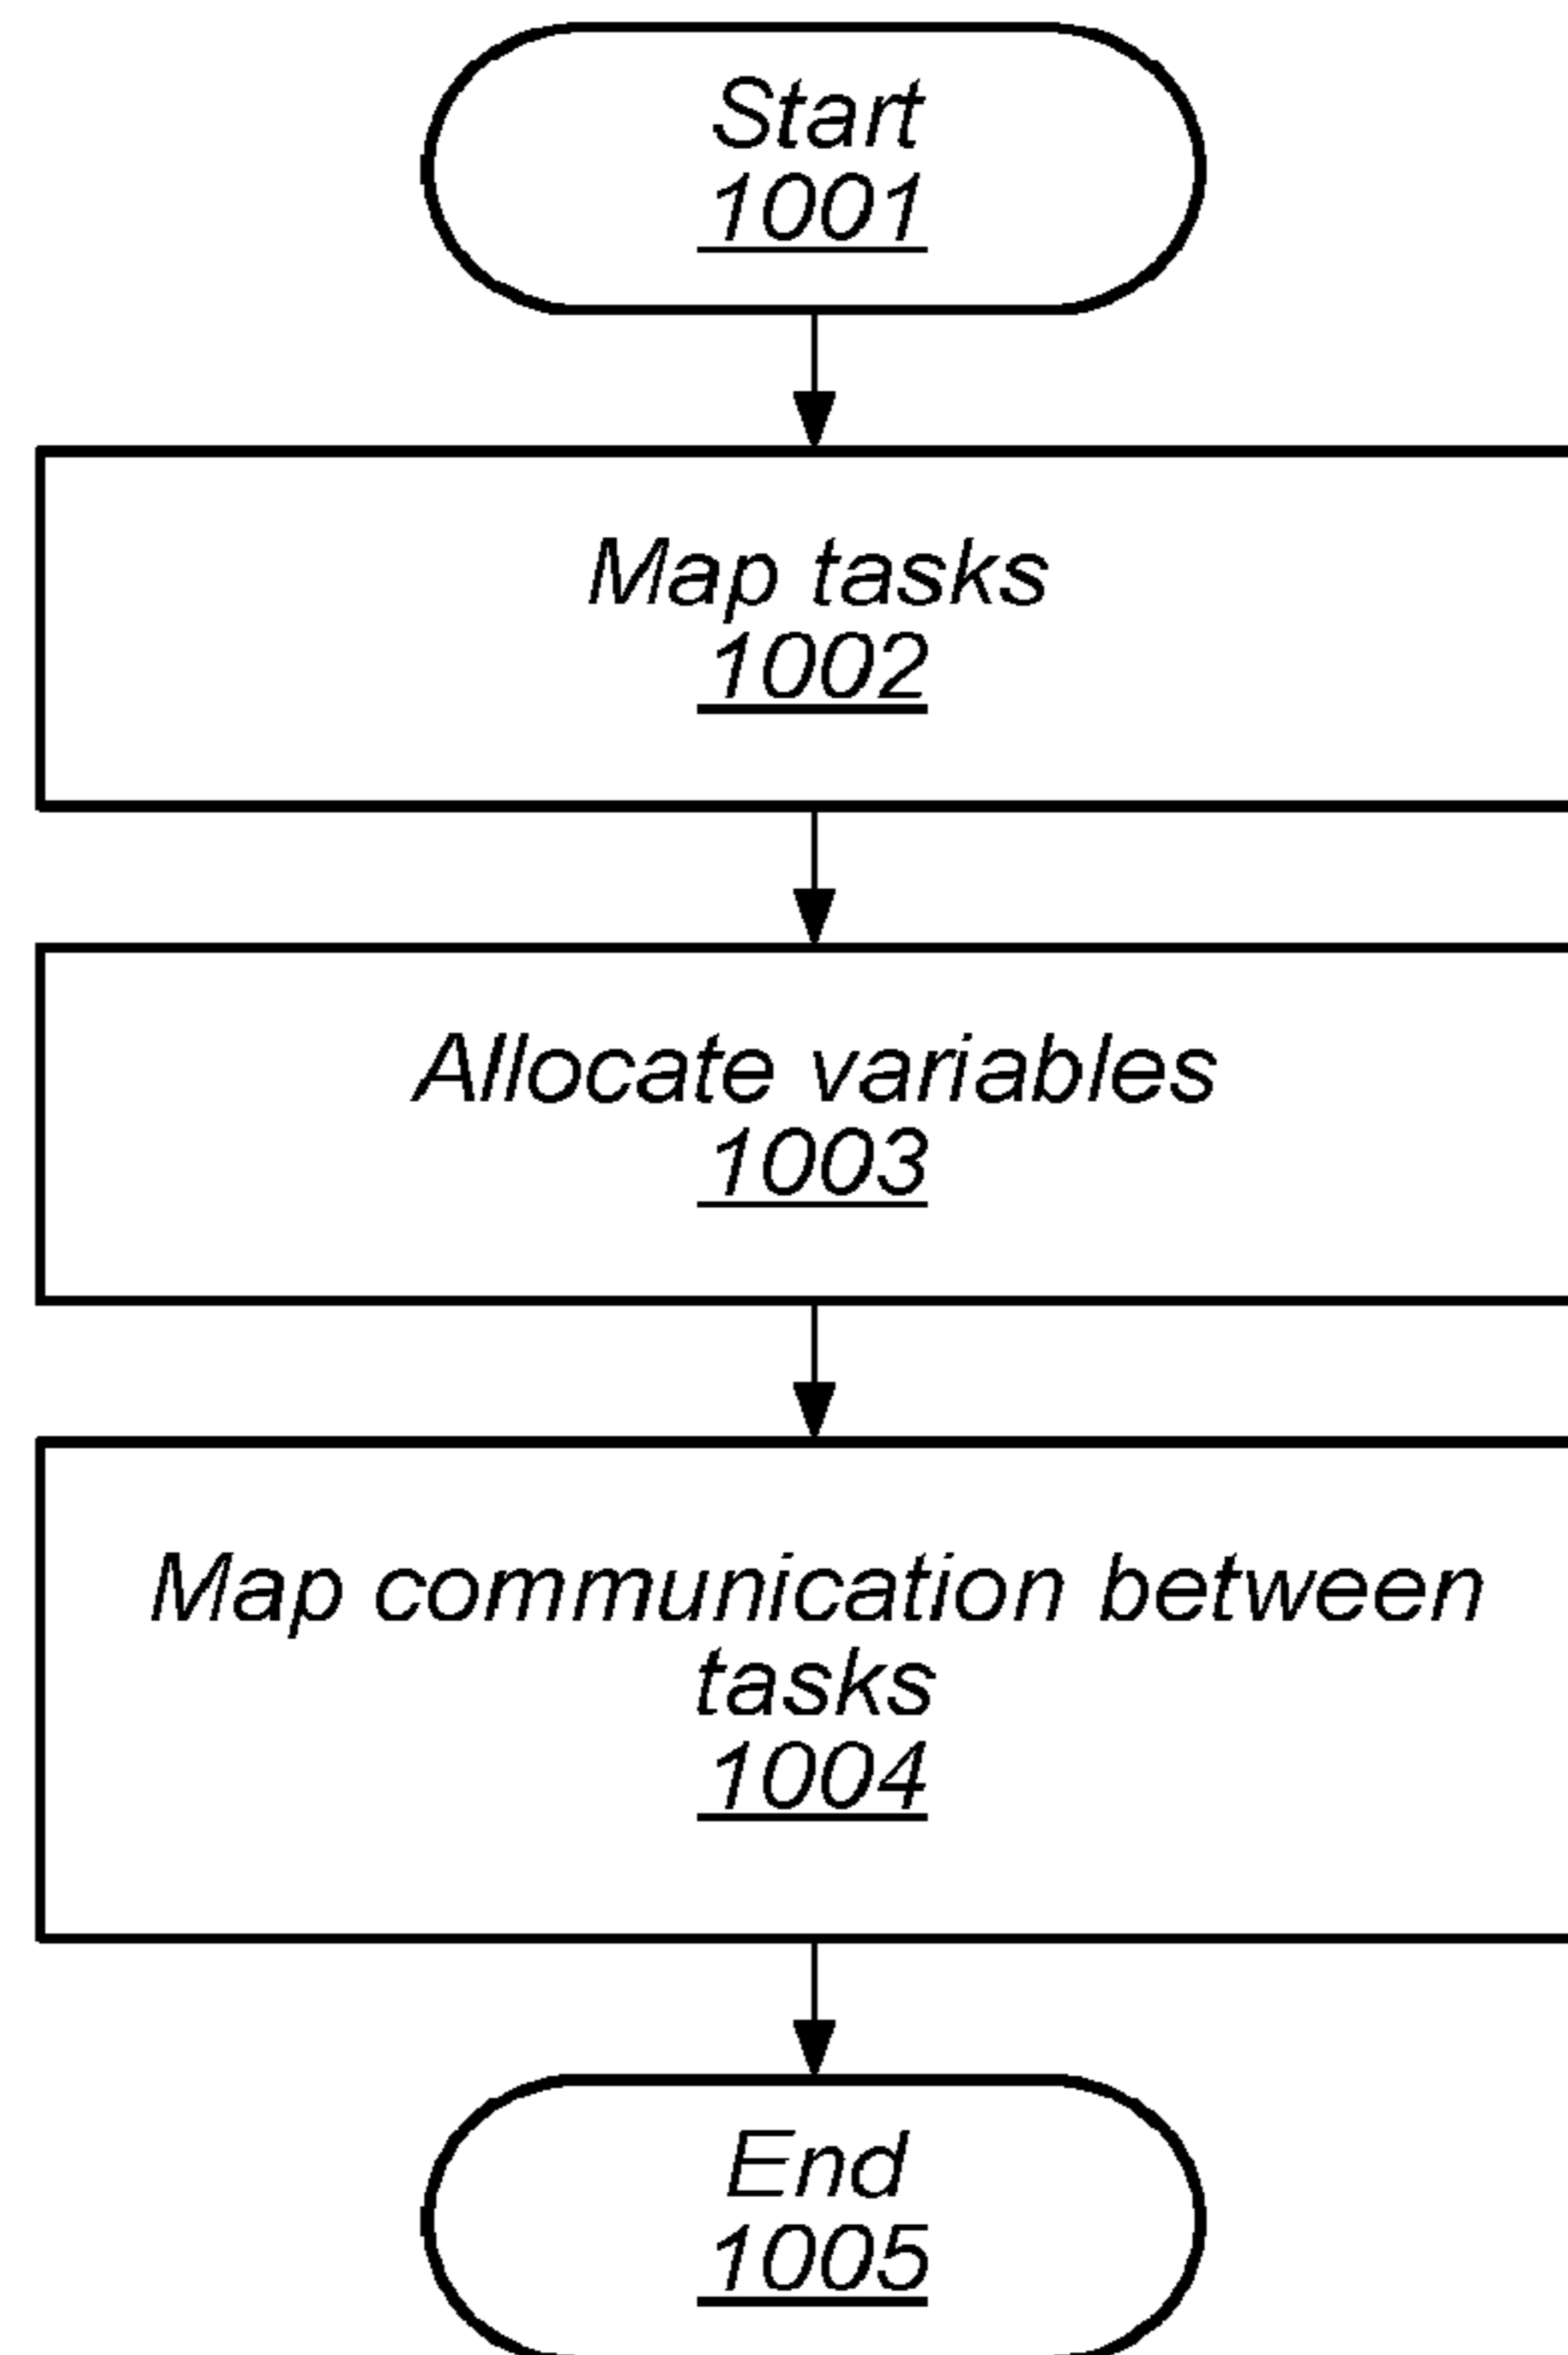 Start
1001
Map tasks
1002
Allocate variables
1003
Map communication between
tasks
1004
End
1005